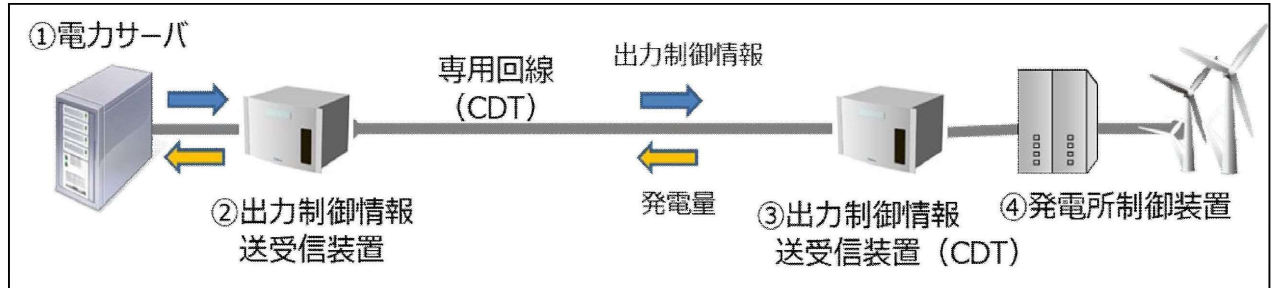 ①電力サーバ
専用回線
（CDT）
出力制御情報
発電量
②出力制御情報
送受信装置
③出力制御情報
送受信装置（CDT）
④発電所制御装置